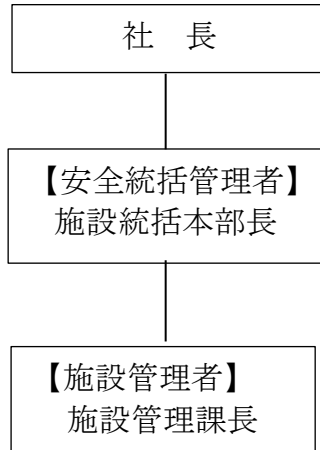 社　長
【安全統括管理者】
施設統括本部長
【施設管理者】
施設管理課長